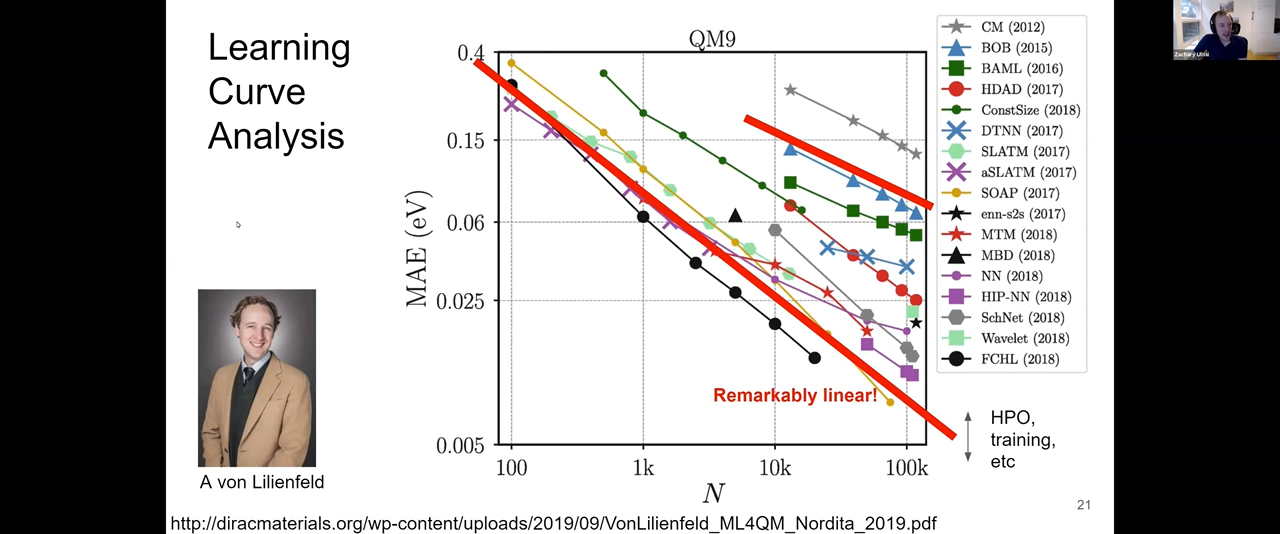 Learning
Curve
Analysis
QM9
0.4
0.15
0.06
0.025
0.005
MAE (eV)
100
1k
10k
100k
N
Remarkably linear!
CM (2012)
BOB (2015)
BAML (2016)
HDAD (2017)
ConstSize (2018)
DTNN (2017)
SLATM (2017)
aSLATM (2017)
SOAP (2017)
enn-s2s (2017)
MTM (2018)
MBD (2018)
NN (2018)
HIP-NN (2018)
SchNet (2018)
Wavelet (2018)
FCHL (2018)
HPO,
training,
etc
A von Lilienfeld
21
http://diracmaterials.org/wp-content/uploads/2019/09/VonLilienfeld_ML4QM_Nordita_2019.pdf
Zachary Ulissi